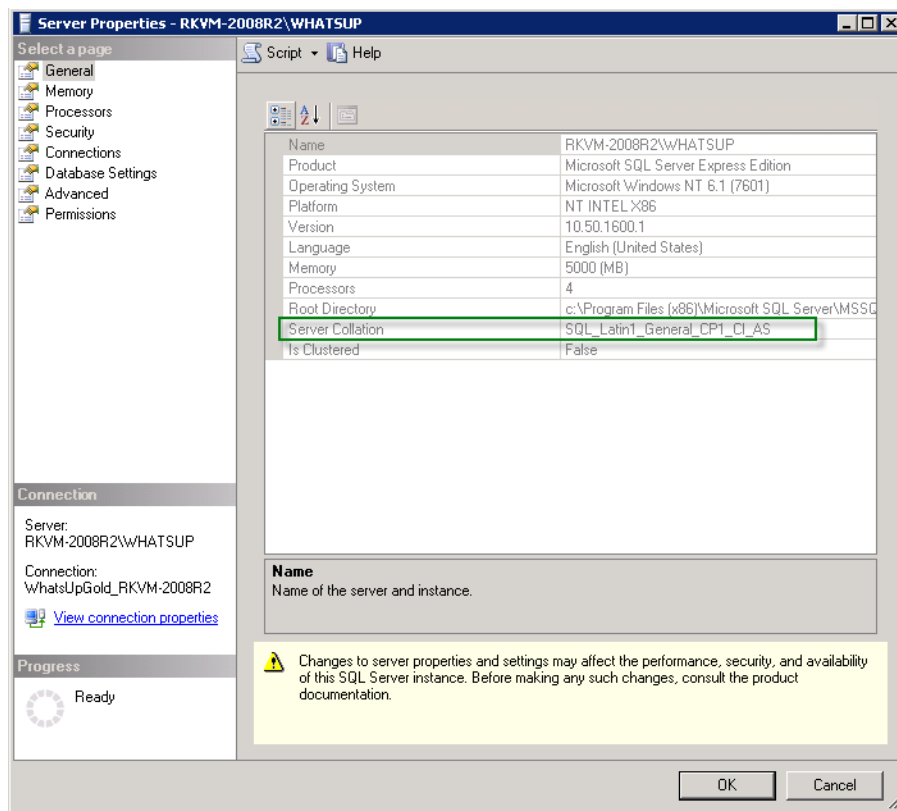 Server Properties - RKVM-2008R2\WHATSUP
Select a page
General
Memory
Processors
Security
Connections
Database Settings
Advanced
Permissions
Script Help
Name RKVM-2008R2\WHATSUP
Product Microsoft SQL Server Express Edition
Operating System Microsoft Windows NT 6.1 (7601)
Platform NT INTEL X86
Version 10.50.1600.1
Language English (United States)
Memory 5000 (MB)
Processors 4
Root Directory c:\Program Files (x86)\Microsoft SQL Server\MSSQ
Server Collation SQL_Latin1_General_CP1_CI_AS
Is Clustered False
Connection
Server:
RKVM-2008R2\WHATSUP
Connection:
WhatsUpGold_RKVM-2008R2
View connection properties
Progress
Ready
Name
Name of the server and instance.
Changes to server properties and settings may affect the performance, security, and availability
of this SQL Server instance. Before making any such changes, consult the product
documentation.
OK Cancel